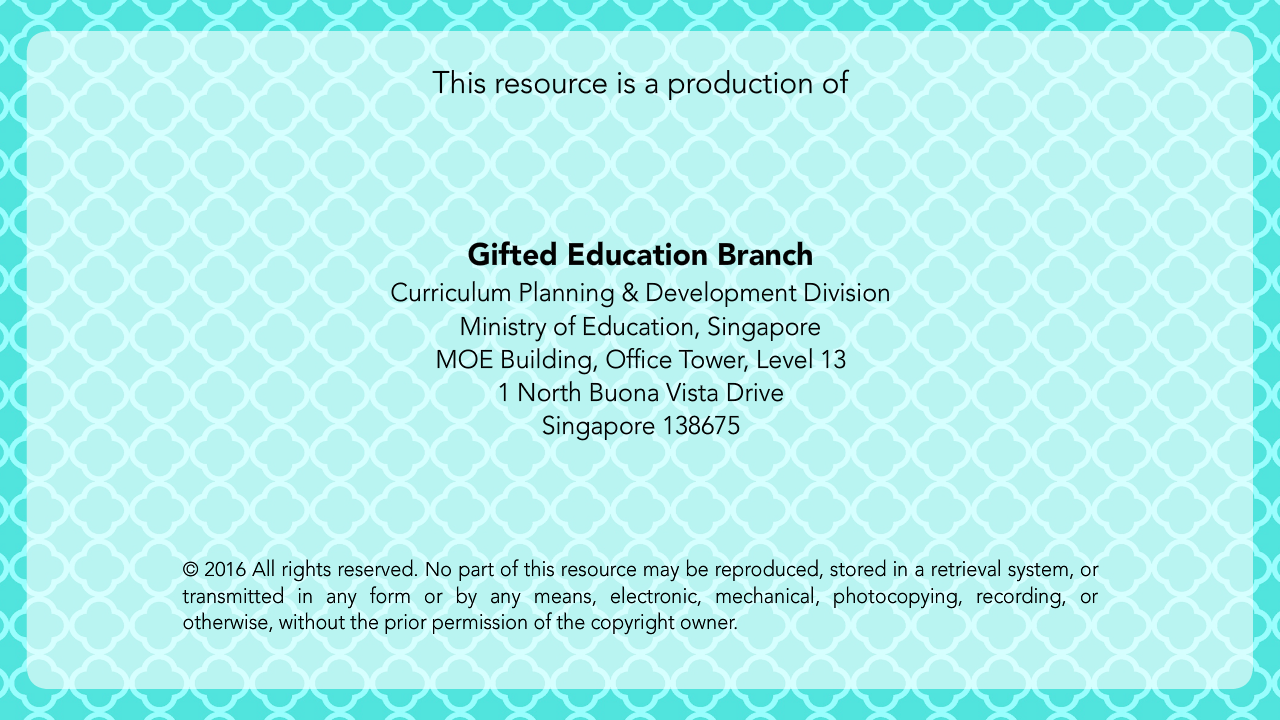 This resource is a production of
Gifted Education Branch
Curriculum Planning & Development Division
Ministry of Education, Singapore
MOE Building, Office Tower, Level 13
1 North Buona Vista Drive
Singapore 138675
© 2016 All rights reserved. No part of this resource may be reproduced, stored in a retrieval system, or
transmitted in any form or by any means, electronic, mechanical, photocopying, recording, or
otherwise, without the prior permission of the copyright owner.